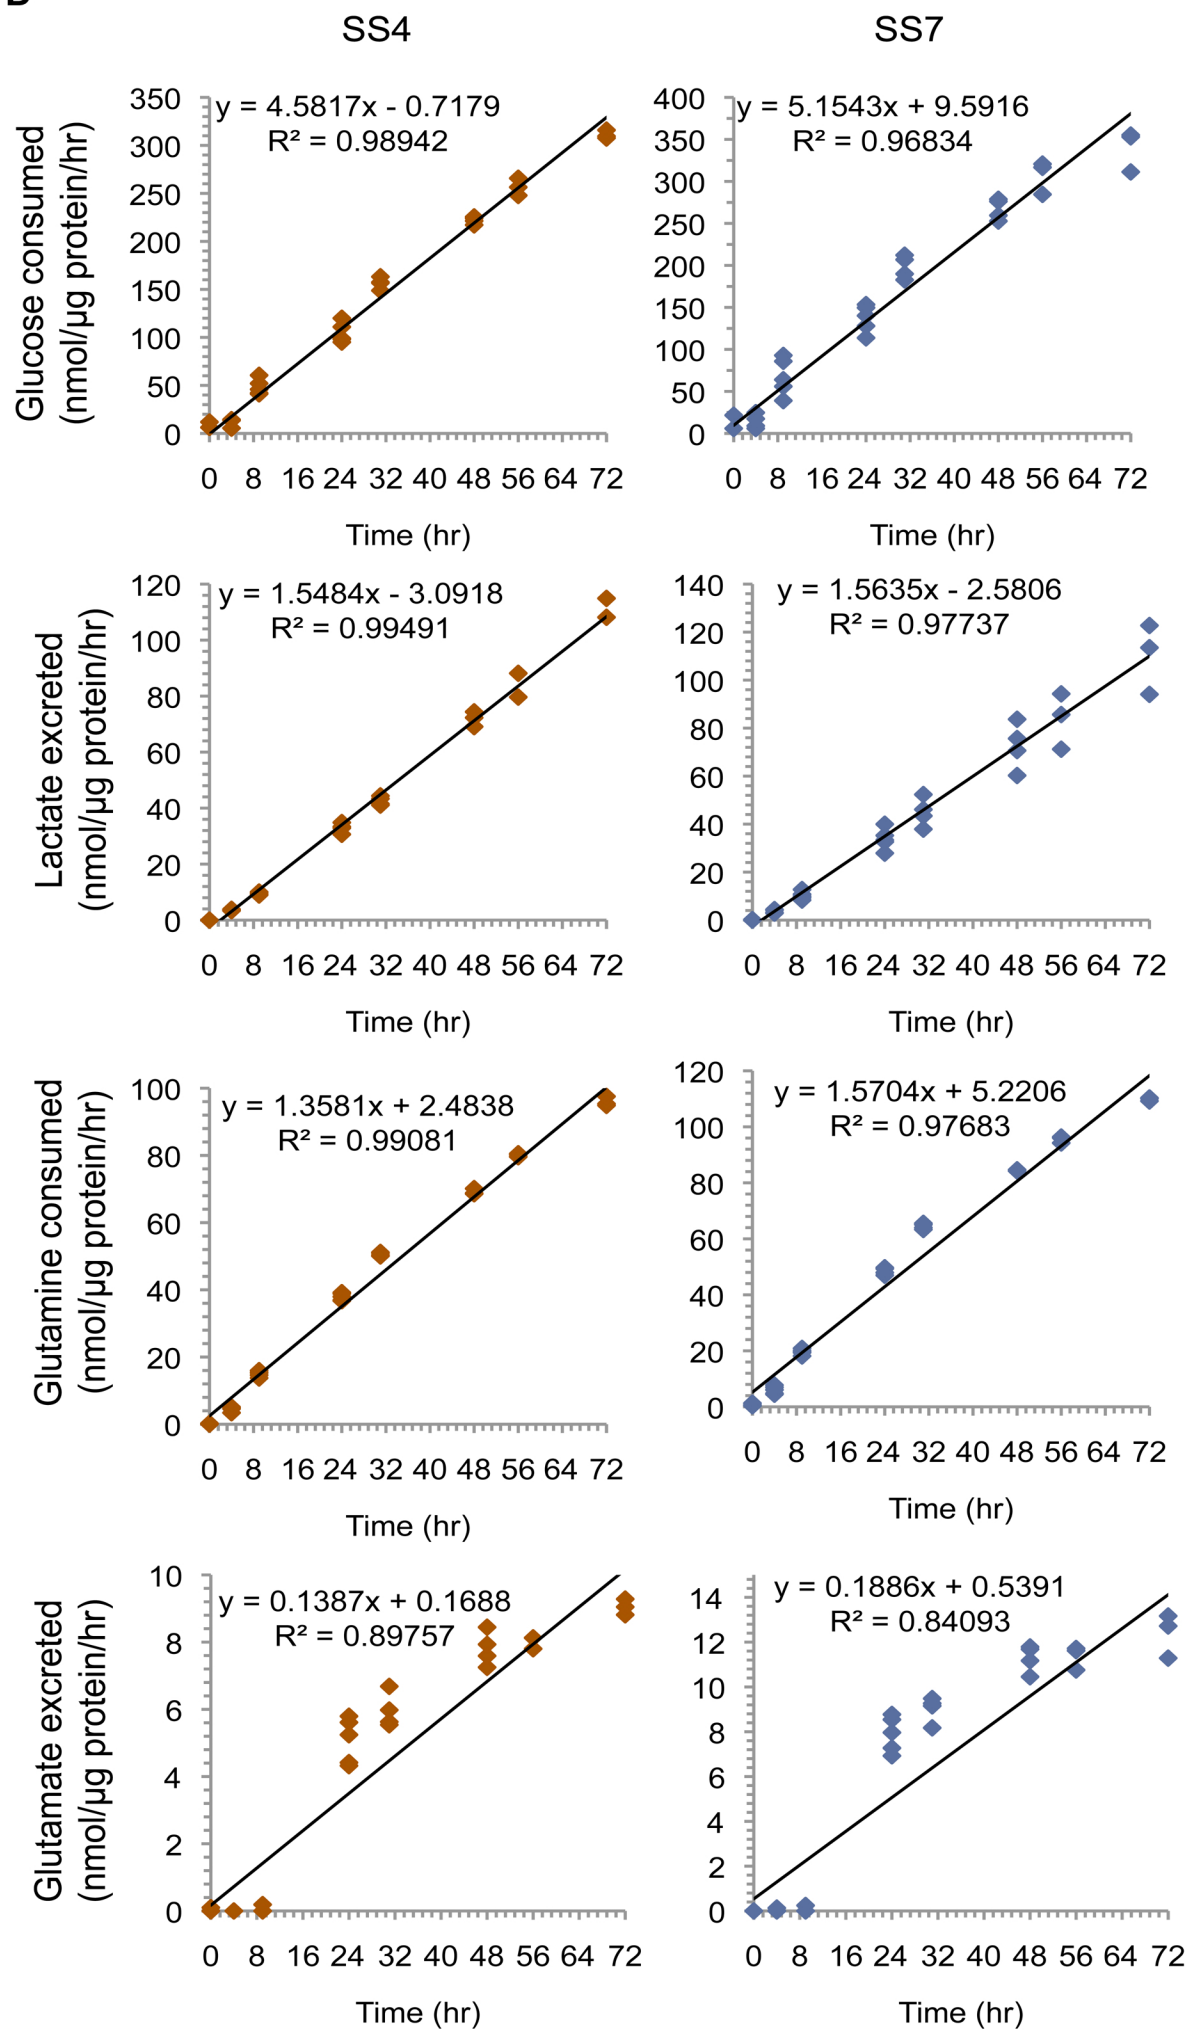 SS4
SS7
Glucose consumed
(nmol/µg protein/hr)
350
300
250
200
150
100
50
0
y = 4.5817x - 0.7179
R² = 0.98942
0 8 16 24 32 40 48 56 64 72
Time (hr)
400
350
300
250
200
150
100
50
0
y = 5.1543x + 9.5916
R² = 0.96834
0 8 16 24 32 40 48 56 64 72
Time (hr)
Lactate excreted
(nmol/µg protein/hr)
120
100
80
60
40
20
0
y = 1.5484x - 3.0918
R² = 0.99491
0 8 16 24 32 40 48 56 64 72
Time (hr)
140
120
100
80
60
40
20
0
y = 1.5635x - 2.5806
R² = 0.97737
0 8 16 24 32 40 48 56 64 72
Time (hr)
Glutamine consumed
(nmol/µg protein/hr)
100
80
60
40
20
0
y = 1.3581x + 2.4838
R² = 0.99081
0 8 16 24 32 40 48 56 64 72
Time (hr)
120
100
80
60
40
20
0
y = 1.5704x + 5.2206
R² = 0.97683
0 8 16 24 32 40 48 56 64 72
Time (hr)
Glutamate excreted
(nmol/µg protein/hr)
10
8
6
4
2
0
y = 0.1387x + 0.1688
R² = 0.89757
0 8 16 24 32 40 48 56 64 72
Time (hr)
14
12
10
8
6
4
2
0
y = 0.1886x + 0.5391
R² = 0.84093
0 8 16 24 32 40 48 56 64 72
Time (hr)